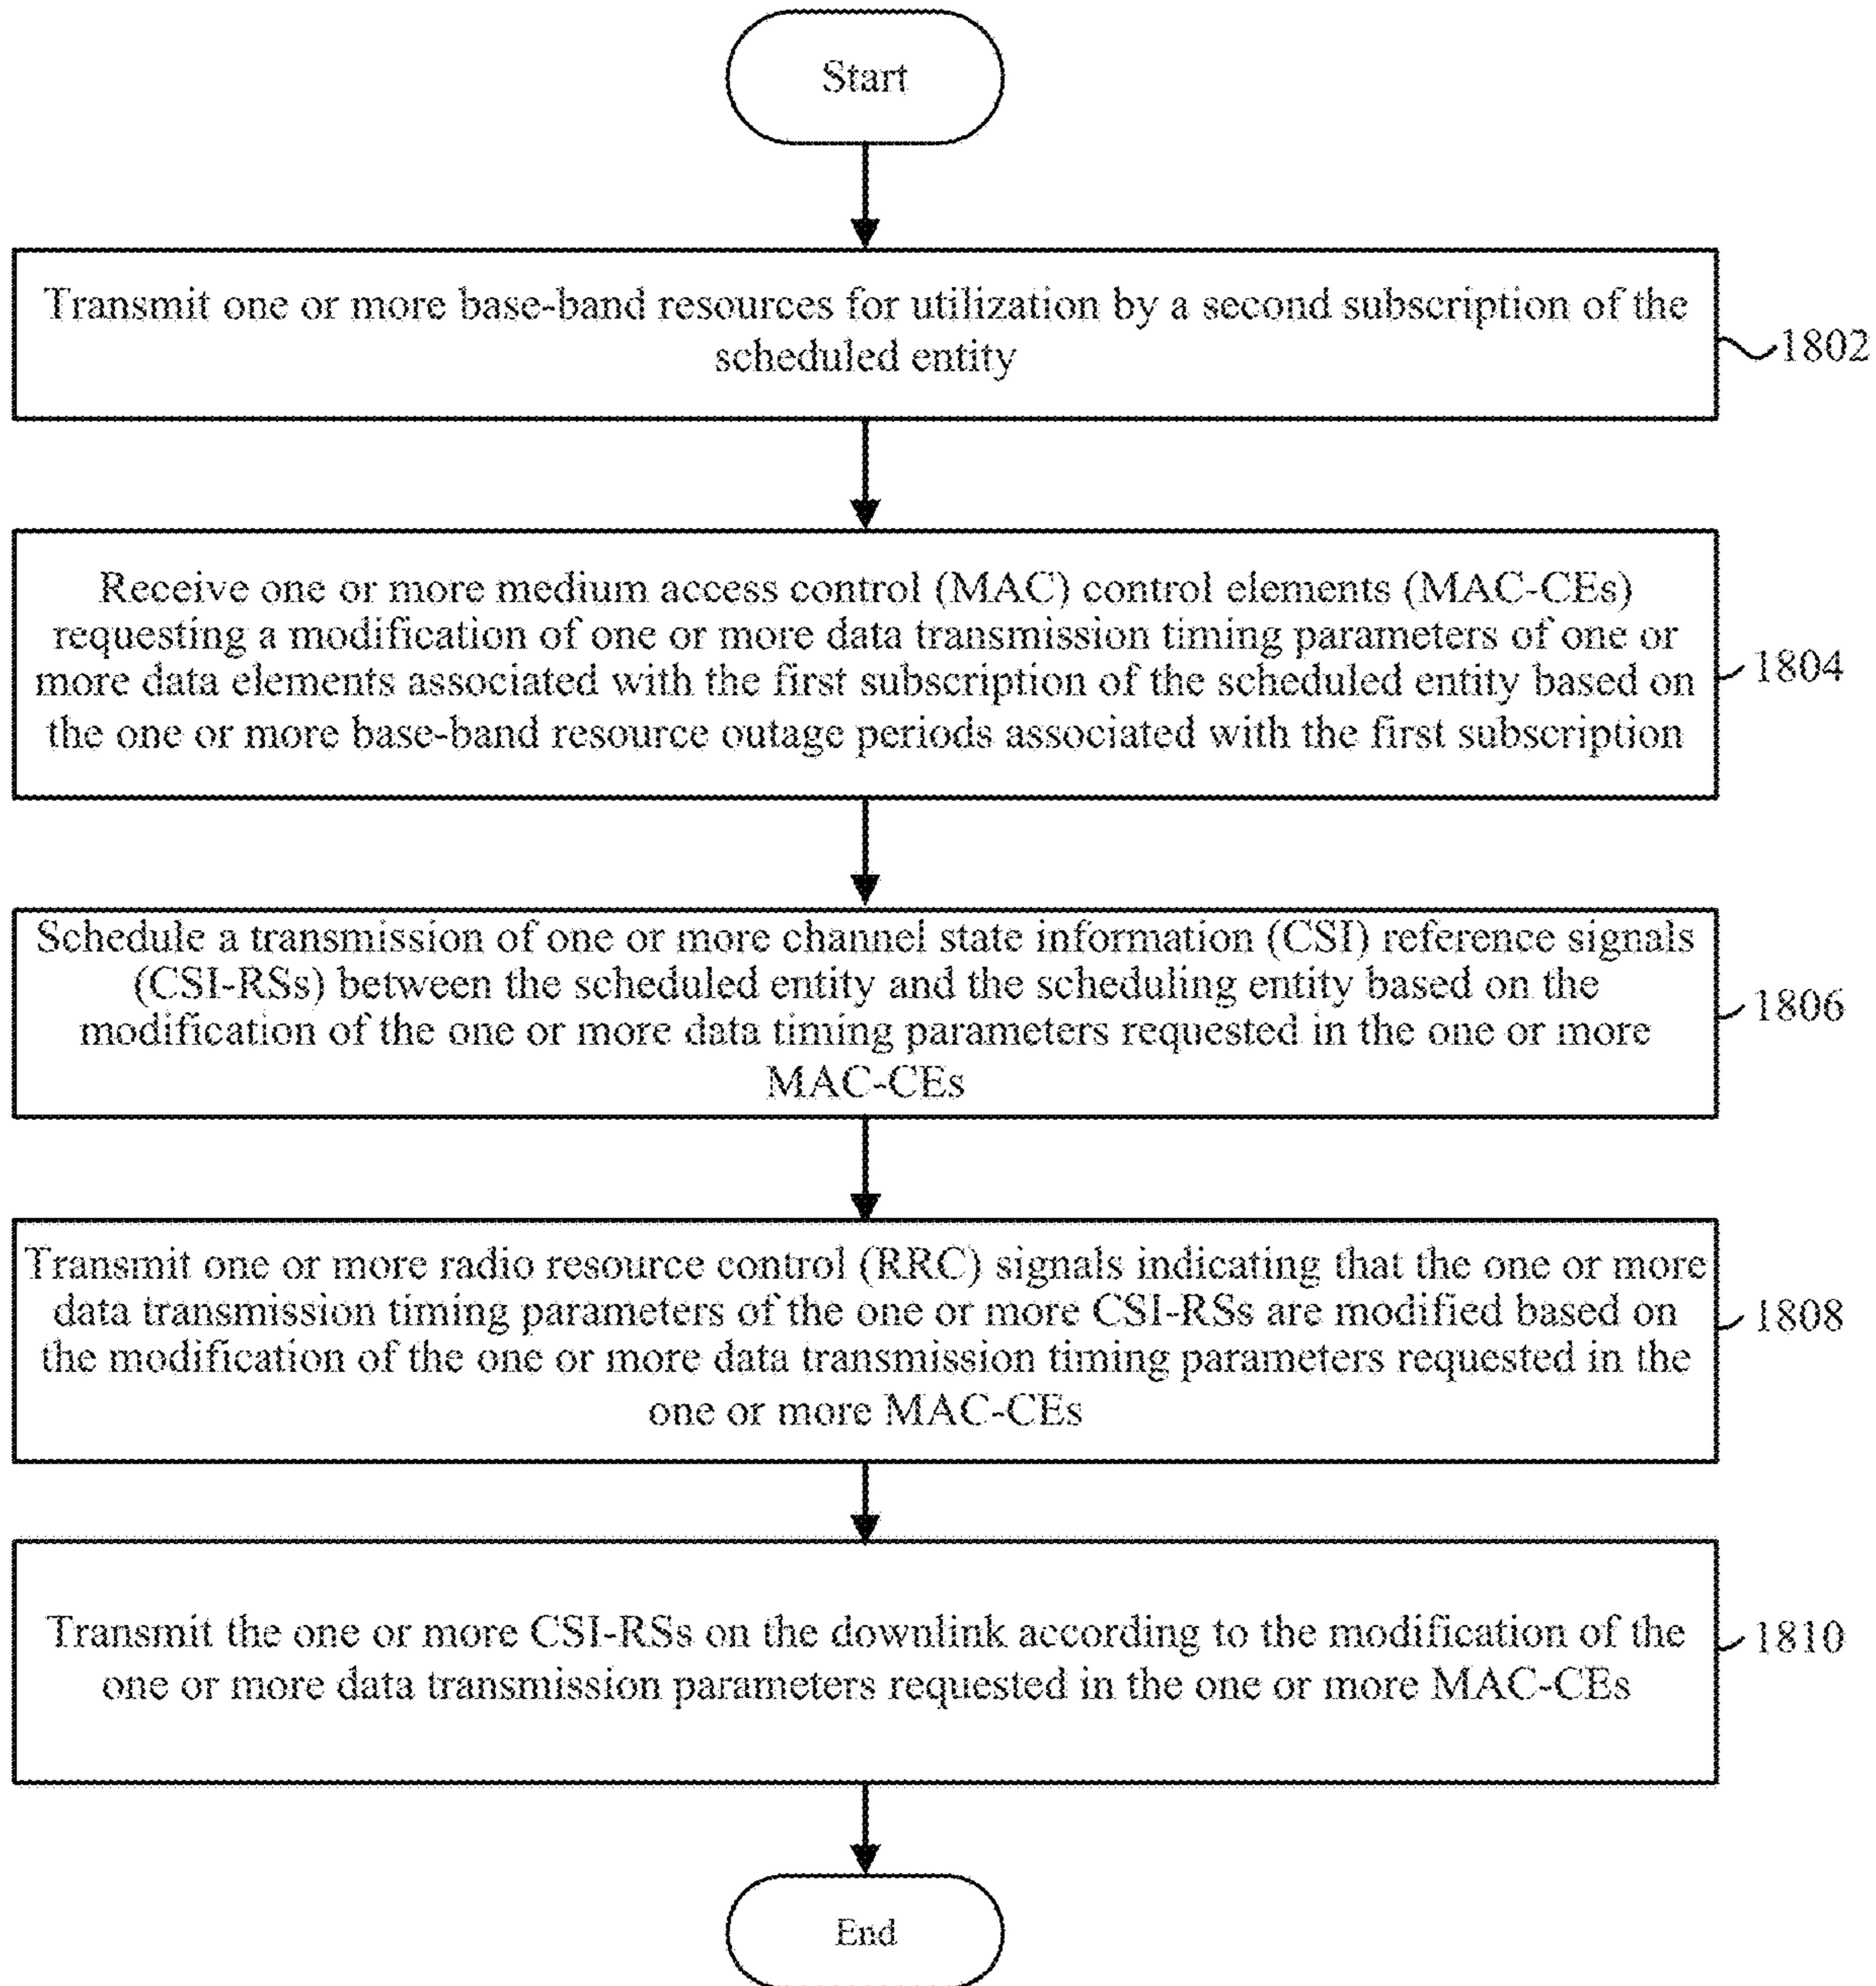 Start
Transmit one or more base-band resources for utilization by a second subscription of the
scheduled entity
1802
Receive one or more medium access control (MAC) control elements (MAC-CEs)
requesting a modification of one or more data transmission timing parameters of one or
more data elements associated with the first subscription of the scheduled entity based on
the one or more base-band resource outage periods associated with the first subscription
1804
Schedule a transmission of one or more channel state information (CSI) reference signals
(CSI-RSs) between the scheduled entity and the scheduling entity based on the
modification of the one or more data timing parameters requested in the one or more
MAC-CEs
1806
Transmit one or more radio resource control (RRC) signals indicating that the one or more
data transmission timing parameters of the one or more CSI-RSs are modified based on
the modification of the one or more data transmission timing parameters requested in the
one or more MAC-CEs
1808
Transmit the one or more CSI-RSs on the downlink according to the modification of the
one or more data transmission parameters requested in the one or more MAC-CEs
1810
End